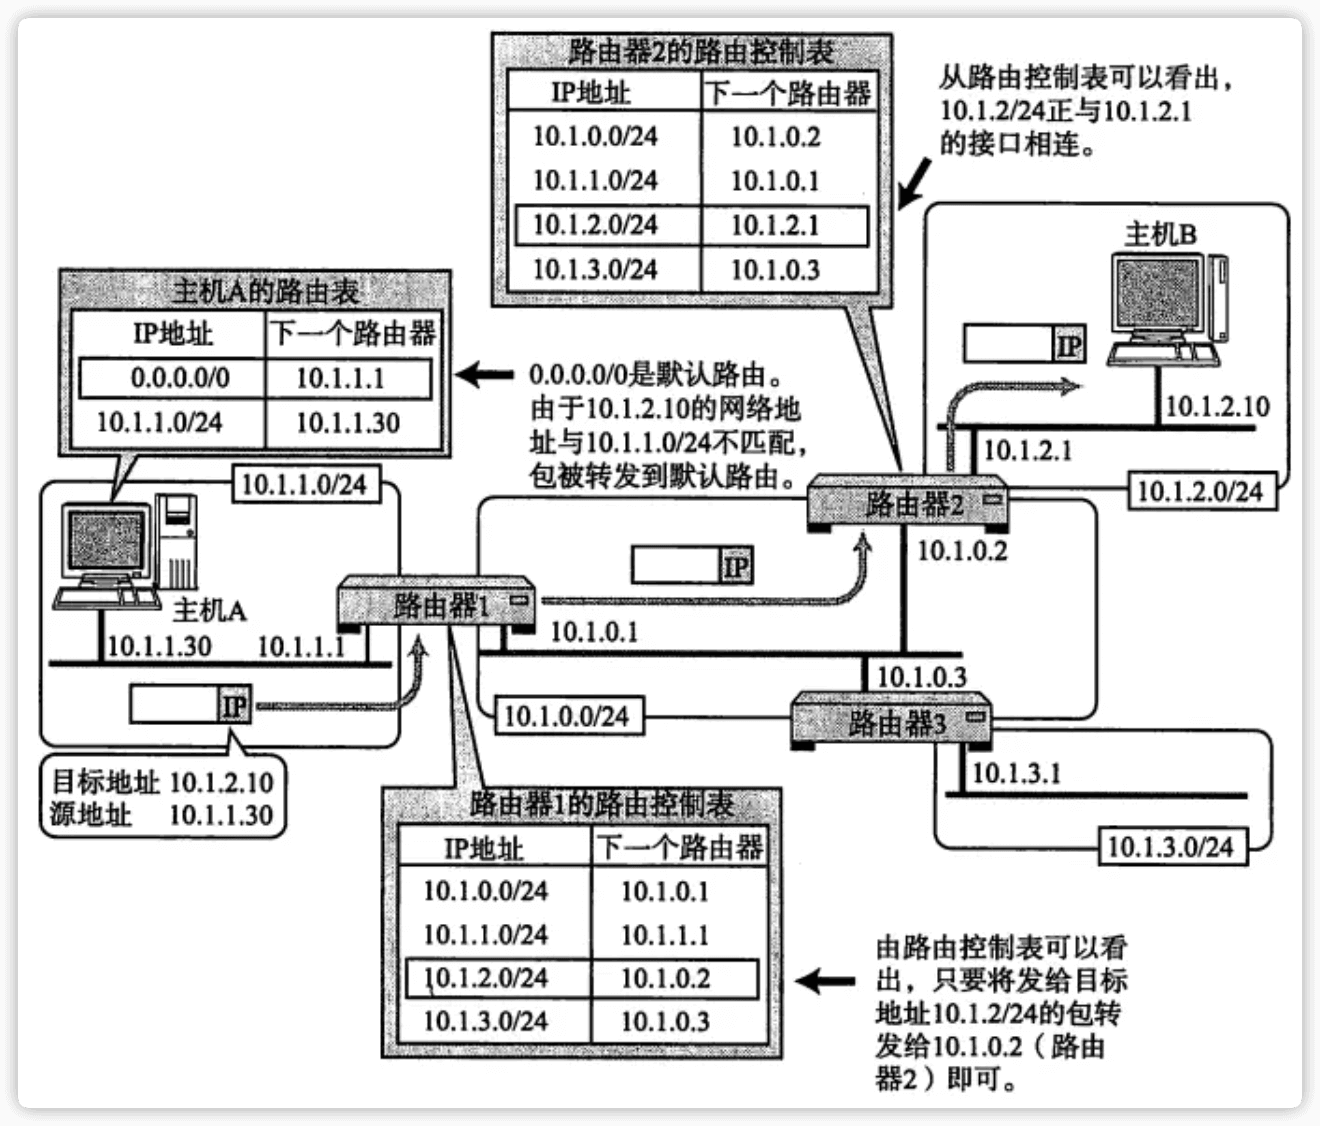 路由器2的路由控制表
IP地址 下一个路由器
10.1.0.0/24 10.1.0.2
10.1.1.0/24 10.1.0.1
10.1.2.0/24 10.1.2.1
10.1.3.0/24 10.1.0.3
从路由控制表可以看出，
10.1.2/24正与10.1.2.1
的接口相连。
主机B
IP
10.1.2.10
10.1.2.1
10.1.2.0/24
主机A的路由表
IP地址 下一个路由器
0.0.0.0/0 10.1.1.1
10.1.1.0/24 10.1.1.30
0.0.0.0/0是默认路由。
由于10.1.2.10的网络地
址与10.1.1.0/24不匹配，
包被转发到默认路由。
10.1.1.0/24
主机A
10.1.1.30
10.1.1.1
IP
目标地址 10.1.2.10
源地址 10.1.1.30
路由器1
10.1.0.1
IP
路由器2
10.1.0.2
10.1.0.3
10.1.0.0/24
路由器3
10.1.3.1
10.1.3.0/24
路由器1的路由控制表
IP地址 下一个路由器
10.1.0.0/24 10.1.0.1
10.1.1.0/24 10.1.1.1
10.1.2.0/24 10.1.0.2
10.1.3.0/24 10.1.0.3
由路由控制表可以看
出，只要将发给目标
地址10.1.2/24的包转
发给10.1.0.2（路由
器2）即可。